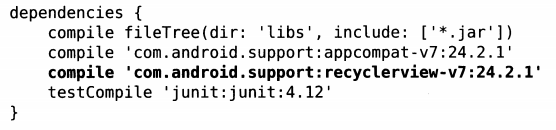 dependencies {
    compile fileTree(dir: 'libs', include: ['*.jar'])
    compile 'com.android.support:appcompat-v7:24.2.1'
    compile 'com.android.support:recyclerview-v7:24.2.1'
    testCompile 'junit:junit:4.12'
}